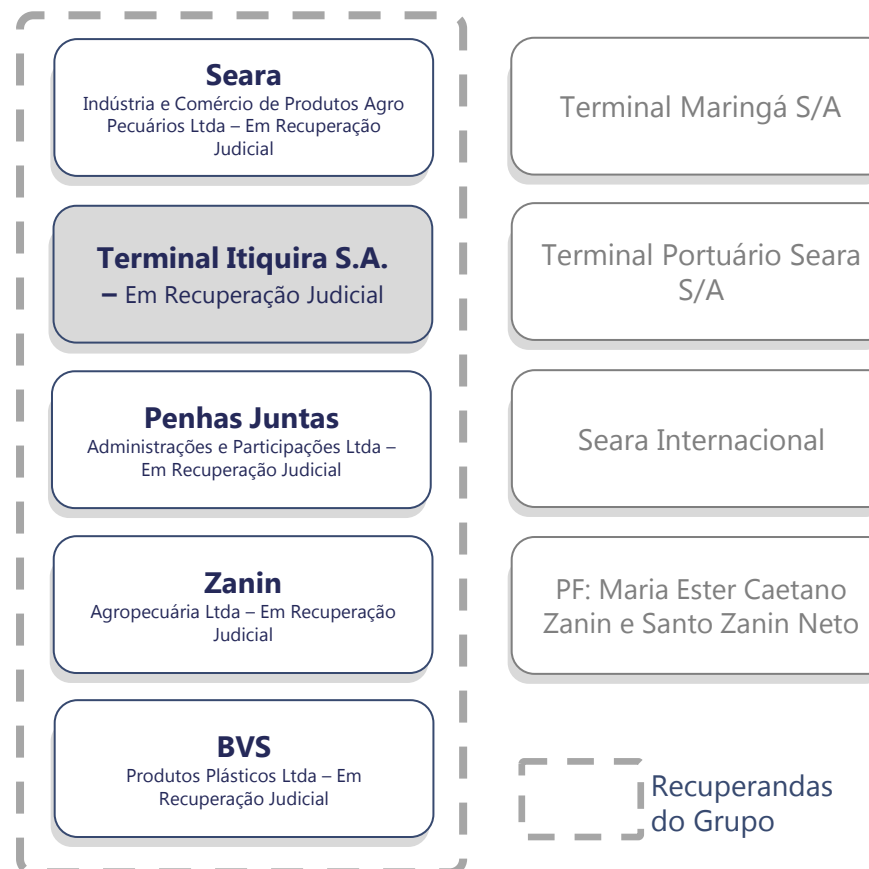 Seara
Indústria e Comércio de Produtos Agro
Pecuários Ltda – Em Recuperação
Judicial
Terminal Itiquira S.A.
– Em Recuperação Judicial
Penhas Juntas
Administrações e Participações Ltda –
Em Recuperação Judicial
Zanin
Agropecuária Ltda – Em Recuperação
Judicial
BVS
Produtos Plásticos Ltda – Em
Recuperação Judicial
Terminal Maringá S/A
Terminal Portuário Seara
S/A
Seara Internacional
PF: Maria Ester Caetano
Zanin e Santo Zanin Neto
Recuperandas
do Grupo